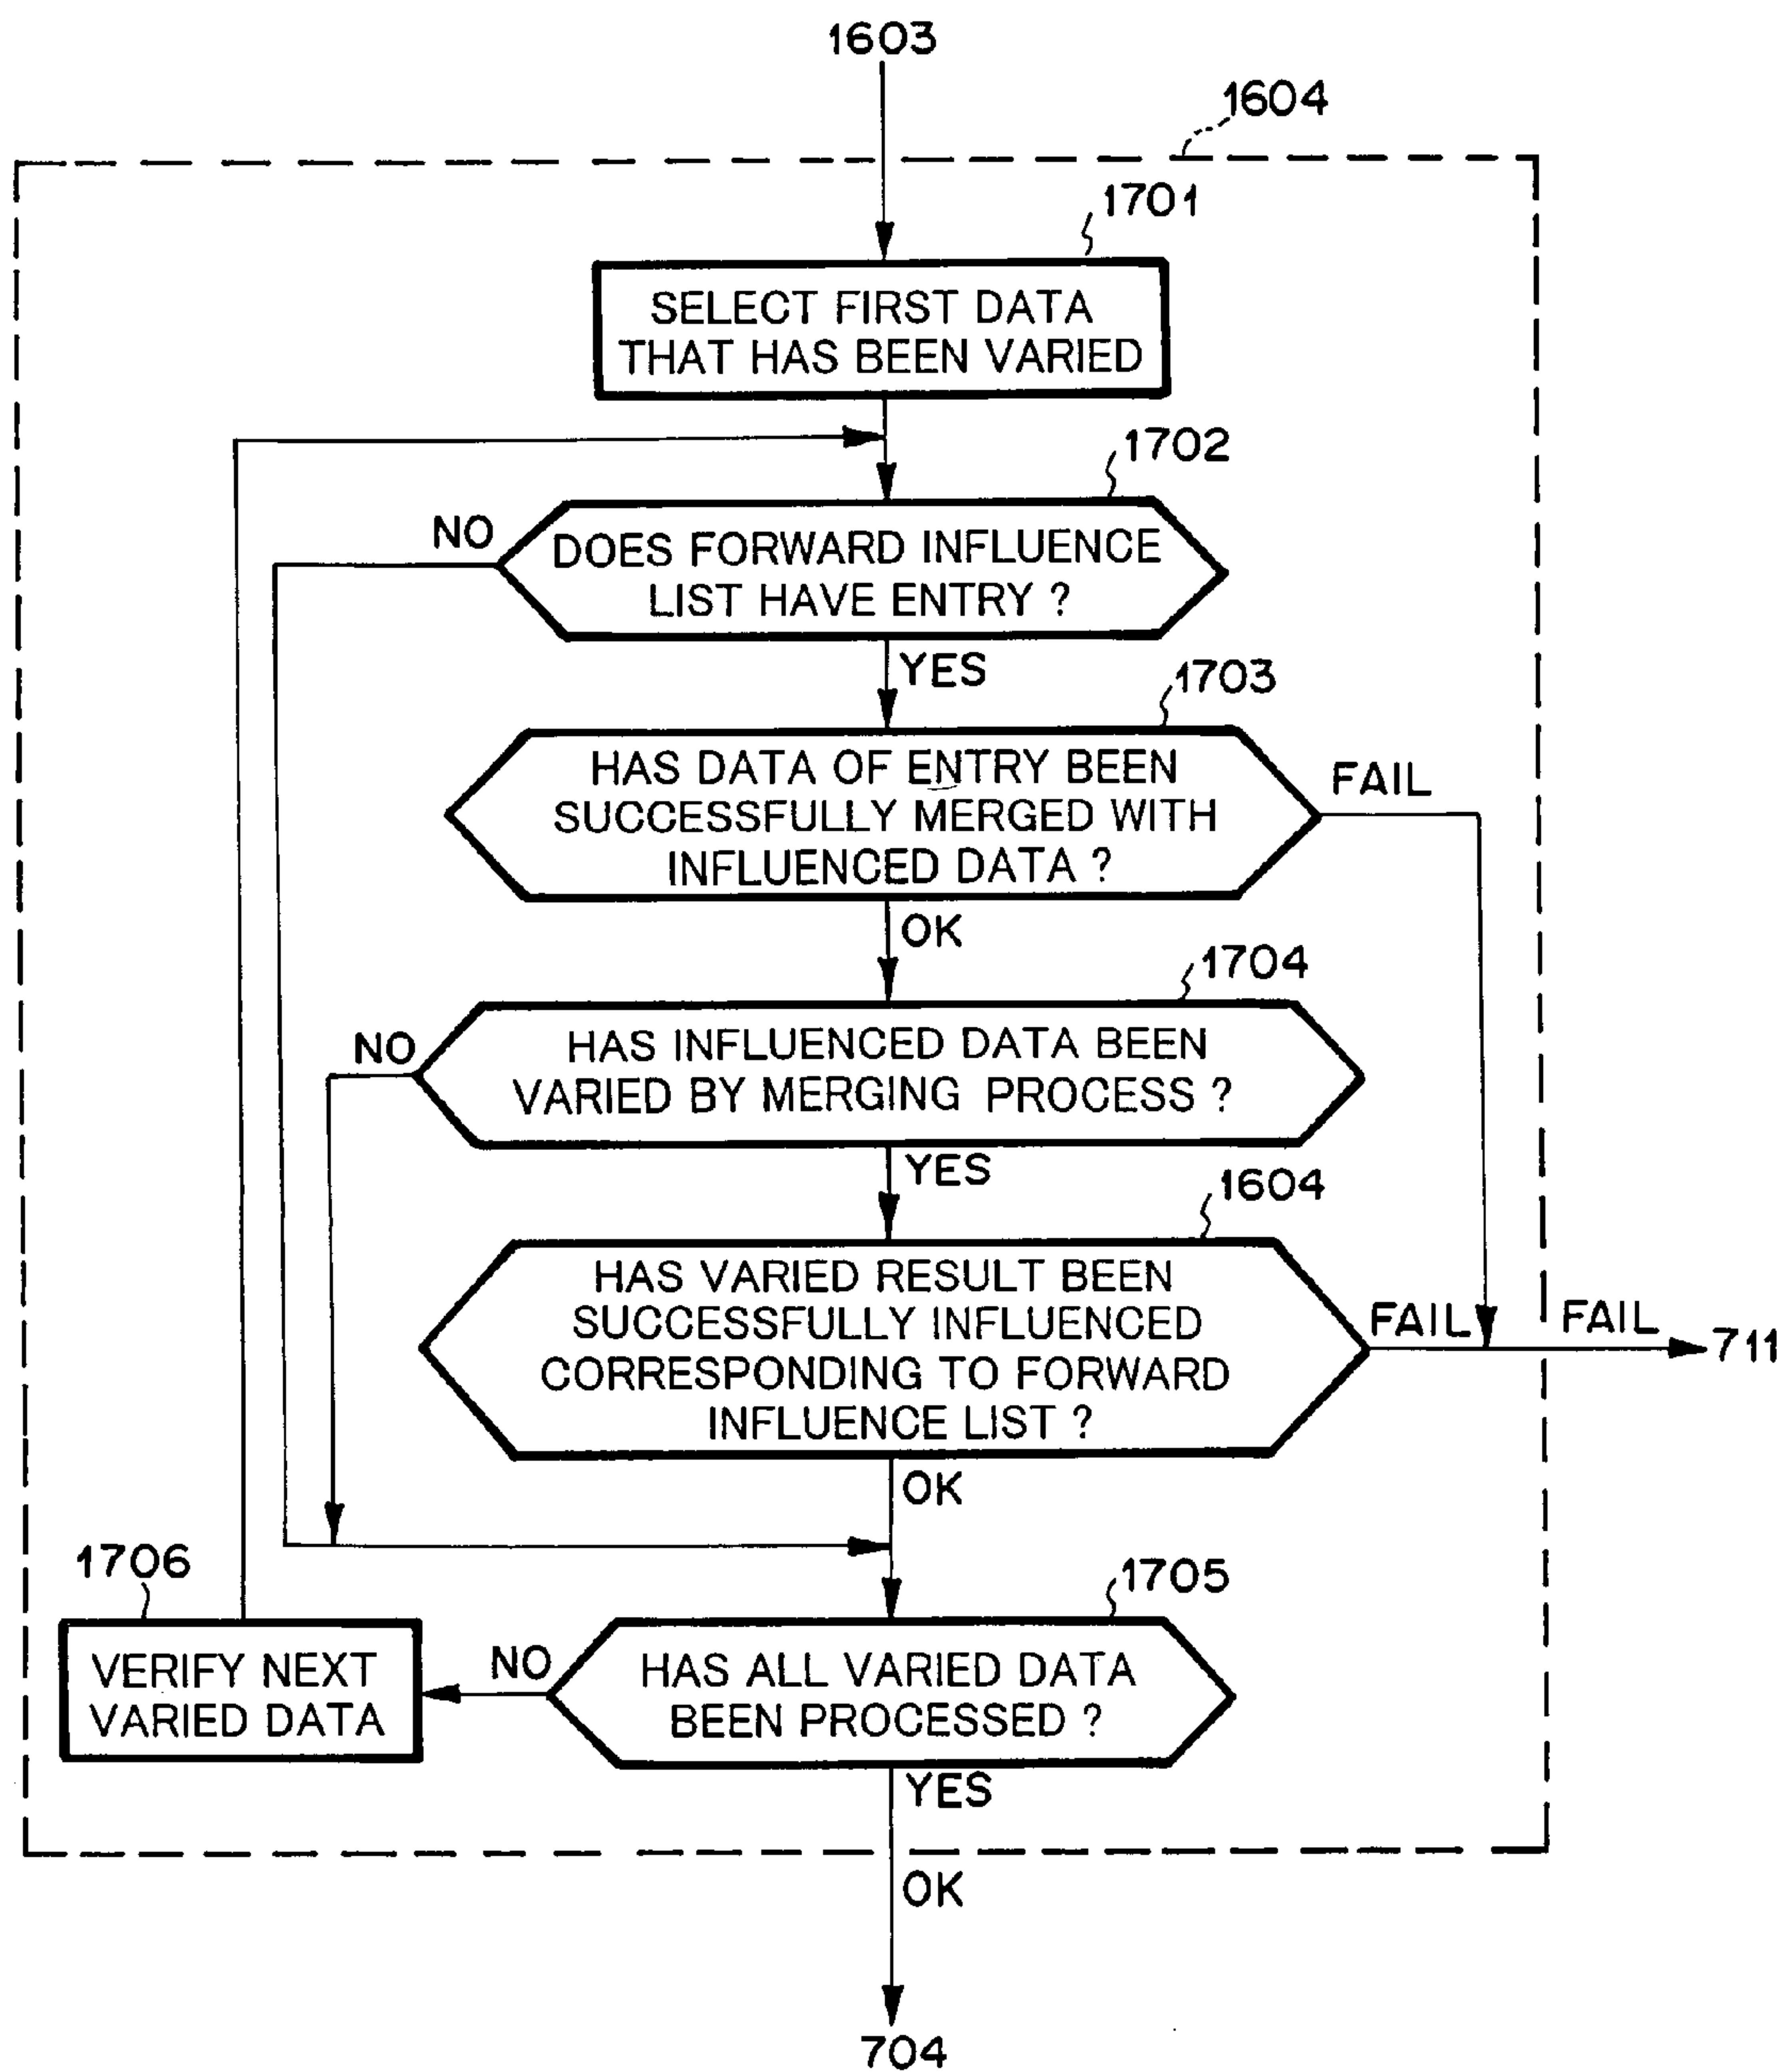 1603
1604
1701
SELECT FIRST DATA
THAT HAS BEEN VARIED
1702
NO
DOES FORWARD INFLUENCE
LIST HAVE ENTRY ?
YES
1703
HAS DATA OF ENTRY BEEN
SUCCESSFULLY MERGED WITH
INFLUENCED DATA ?
FAIL
OK
1704
NO
HAS INFLUENCED DATA BEEN
VARIED BY MERGING PROCESS ?
YES
1604
HAS VARIED RESULT BEEN
SUCCESSFULLY INFLUENCED
CORRESPONDING TO FORWARD
INFLUENCE LIST ?
FAIL
FAIL
711
OK
1706
1705
VERIFY NEXT
VARIED DATA
NO
HAS ALL VARIED DATA
BEEN PROCESSED ?
YES
OK
704